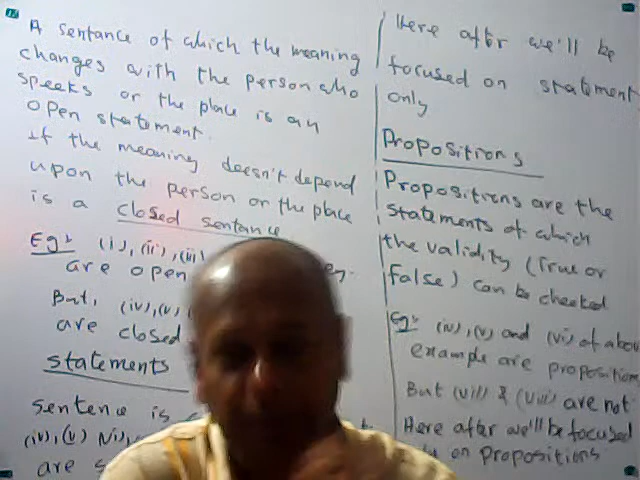 A sentance of which the meaning
changes with the person who
speeks or the place is an
open statement.
If the meaning doesn't depend
upon the person or the place
is a closed sentance
Eg: (i), (ii), (iii)
are open
But, (iv), (v)
are closed
statements
sentence is
(iv), (v)
are
Here after we'll be
focused on statement
only
Propositions
Propositions are the
statements of which
the validity (True or
False) can be checked
Eg: (iv), (v) and (vi) of
example are proposition
But (vii) & (viii) are not
Here after we'll be focused
on propositions